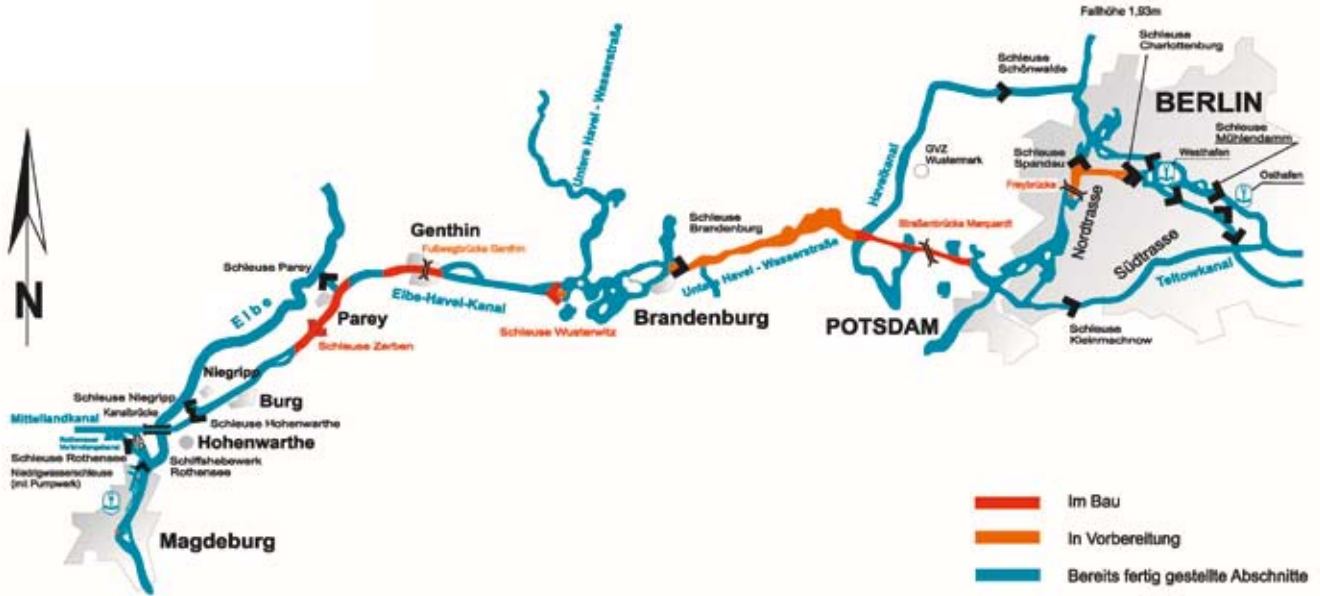 Fallhöhe 1,93m
Schleuse
Charlottenburg
Schleuse
Schönwalde
BERLIN
Schleuse
Mühlendamm
Westhafen
Osthafen
Schleuse
Spandau
Freybrücke
GVZ
Wustermark
Havelkanal
Untere Havel - Wasserstraße
Nordtrasse
Südtrasse
Teltowkanal
Schleuse
Kleinmachnow
Straßenbrücke Marquardt
POTSDAM
Schleuse
Brandenburg
Untere Havel - Wasserstraße
Brandenburg
Genthin
Fußwegbrücke Genthin
Elbe-Havel-Kanal
Schleuse Wusterwitz
Schleuse Parey
Elbe
Parey
Schleuse Zerben
N
Niegripp
Burg
Schleuse Niegripp
Kanalbrücke
Mittellandkanal
Schleuse Hohenwarthe
Hohenwarthe
Schleuse Rothensee
Schiffshebewerk
Rothensee
Niedrigwasserschleuse
(mit Pumpwerk)
Magdeburg
Im Bau
In Vorbereitung
Bereits fertig gestellte Abschnitte